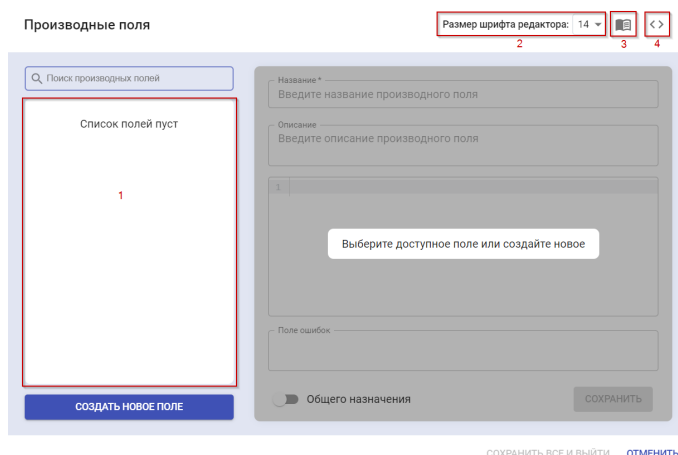 Производные поля
Размер шрифта редактора: 14
2
3
4
Поиск производных полей
Список полей пуст
1
СОЗДАТЬ НОВОЕ ПОЛЕ
Название *
Введите название производного поля
Описание
Введите описание производного поля
1
Выберите доступное поле или создайте новое
Поле ошибок
Общего назначения
СОХРАНИТЬ
СОХРАНИТЬ ВСЕ И ВЫЙТИ ОТМЕНИТЬ